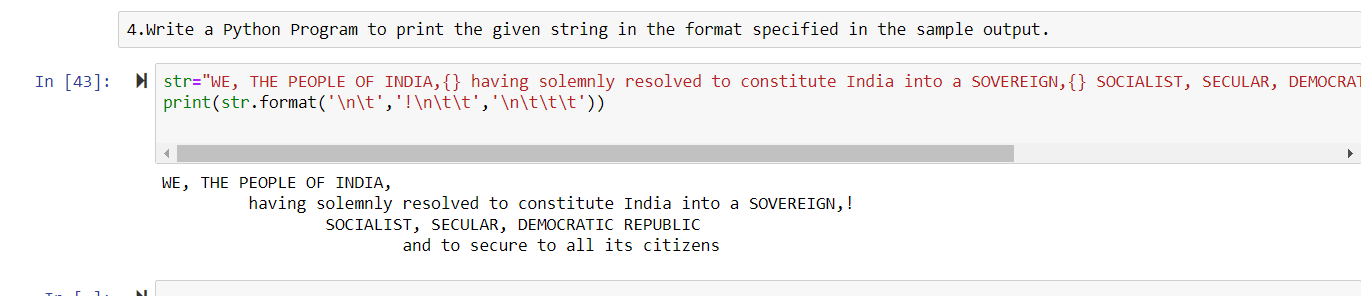 4.Write a Python Program to print the given string in the format specified in the sample output.
In [43]:
str="WE, THE PEOPLE OF INDIA,{} having solemnly resolved to constitute India into a SOVEREIGN,{} SOCIALIST, SECULAR, DEMOCRAT
print(str.format('\n\t','!\n\t\t','\n\t\t\t'))
WE, THE PEOPLE OF INDIA,
having solemnly resolved to constitute India into a SOVEREIGN,!
SOCIALIST, SECULAR, DEMOCRATIC REPUBLIC
and to secure to all its citizens